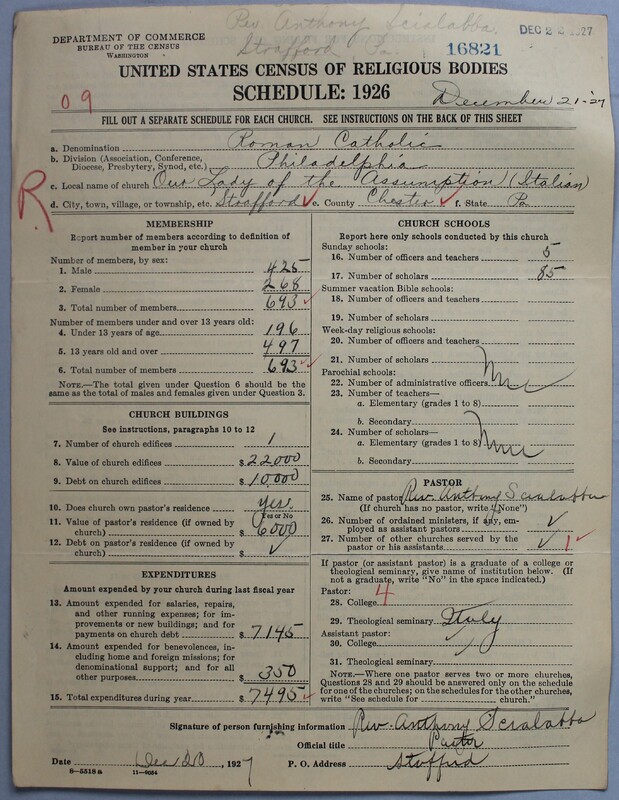 Rev. Anthony Scialabba.
Strafford Pa.
DEPARTMENT OF COMMERCE
BUREAU OF THE CENSUS
WASHINGTON
16821
DEC 2 1927
UNITED STATES CENSUS OF RELIGIOUS BODIES
SCHEDULE: 1926
December 21-'27
09
FILL OUT A SEPARATE SCHEDULE FOR EACH CHURCH. SEE INSTRUCTIONS ON THE BACK OF THIS SHEET
a. Denomination Roman Catholic
b. Division (Association, Conference, Diocese, Presbytery, Synod, etc.) Philadelphia
R
c. Local name of church Our Lady of the Assumption (Italian)
d. City, town, village, or township, etc. Strafford e. County Chester f. State Pa.
MEMBERSHIP
Report number of members according to definition of
member in your church
Number of members, by sex:
1. Male 425
2. Female 268
3. Total number of members 693
Number of members under and over 13 years old:
4. Under 13 years of age 196
5. 13 years old and over 497
6. Total number of members 693
NOTE.—The total given under Question 6 should be the
same as the total of males and females given under Question 3.
CHURCH BUILDINGS
See instructions, paragraphs 10 to 12
7. Number of church edifices 1
8. Value of church edifices $ 22000
9. Debt on church edifices $ 10,000
10. Does church own pastor's residence? yes.
Yes or No
11. Value of pastor's residence (if owned by
church) $ 6000
12. Debt on pastor's residence (if owned by
church) $ ✓
EXPENDITURES
Amount expended by your church during last fiscal year
13. Amount expended for salaries, repairs,
and other running expenses; for im-
provements or new buildings; and for
payments on church debt $ 7145
14. Amount expended for benevolences,
including home and foreign missions; for
denominational support; and for all
other purposes $ 350
15. Total expenditures during year $ 7495
CHURCH SCHOOLS
Report here only schools conducted by this church
Sunday schools:
16. Number of officers and teachers 5
17. Number of scholars 85
Summer vacation Bible schools:
18. Number of officers and teachers
19. Number of scholars
Week-day religious schools:
20. Number of officers and teachers
21. Number of scholars
Parochial schools:
22. Number of administrative officers
23. Number of teachers—
a. Elementary (grades 1 to 8)
b. Secondary
24. Number of scholars—
a. Elementary (grades 1 to 8)
b. Secondary
PASTOR
25. Name of pastor Rev. Anthony Scialabba
(If church has no pastor, write "None")
26. Number of ordained ministers, if any, em-
ployed as assistant pastors ✓
27. Number of other churches served by the
pastor or his assistants ✓ 1 ✓
If pastor (or assistant pastor) is a graduate of a college or
theological seminary, give name of institution below. (If
not a graduate, write "No" in the space indicated.)
Pastor:
28. College 4
29. Theological seminary Italy
Assistant pastor:
30. College
31. Theological seminary
NOTE.—Where one pastor serves two or more churches,
Questions 28 and 29 should be answered only on the schedule
for one of the churches; on the schedules for the other churches,
write "See schedule for church."
Signature of person furnishing information Rev. Anthony Scialabba
Official title Pastor
Date Dec 20, 1927 P. O. Address Strafford
8—5518 a 11—9054